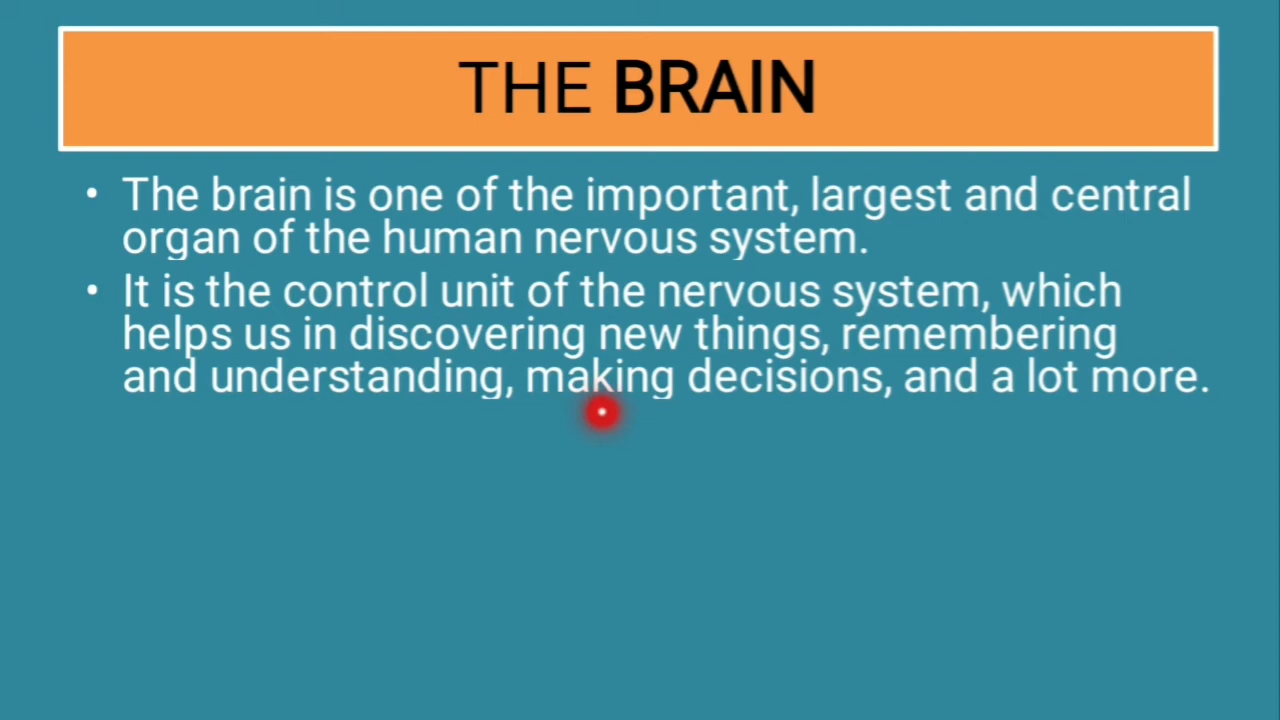 THE BRAIN
• The brain is one of the important, largest and central
organ of the human nervous system.
• It is the control unit of the nervous system, which
helps us in discovering new things, remembering
and understanding, making decisions, and a lot more.